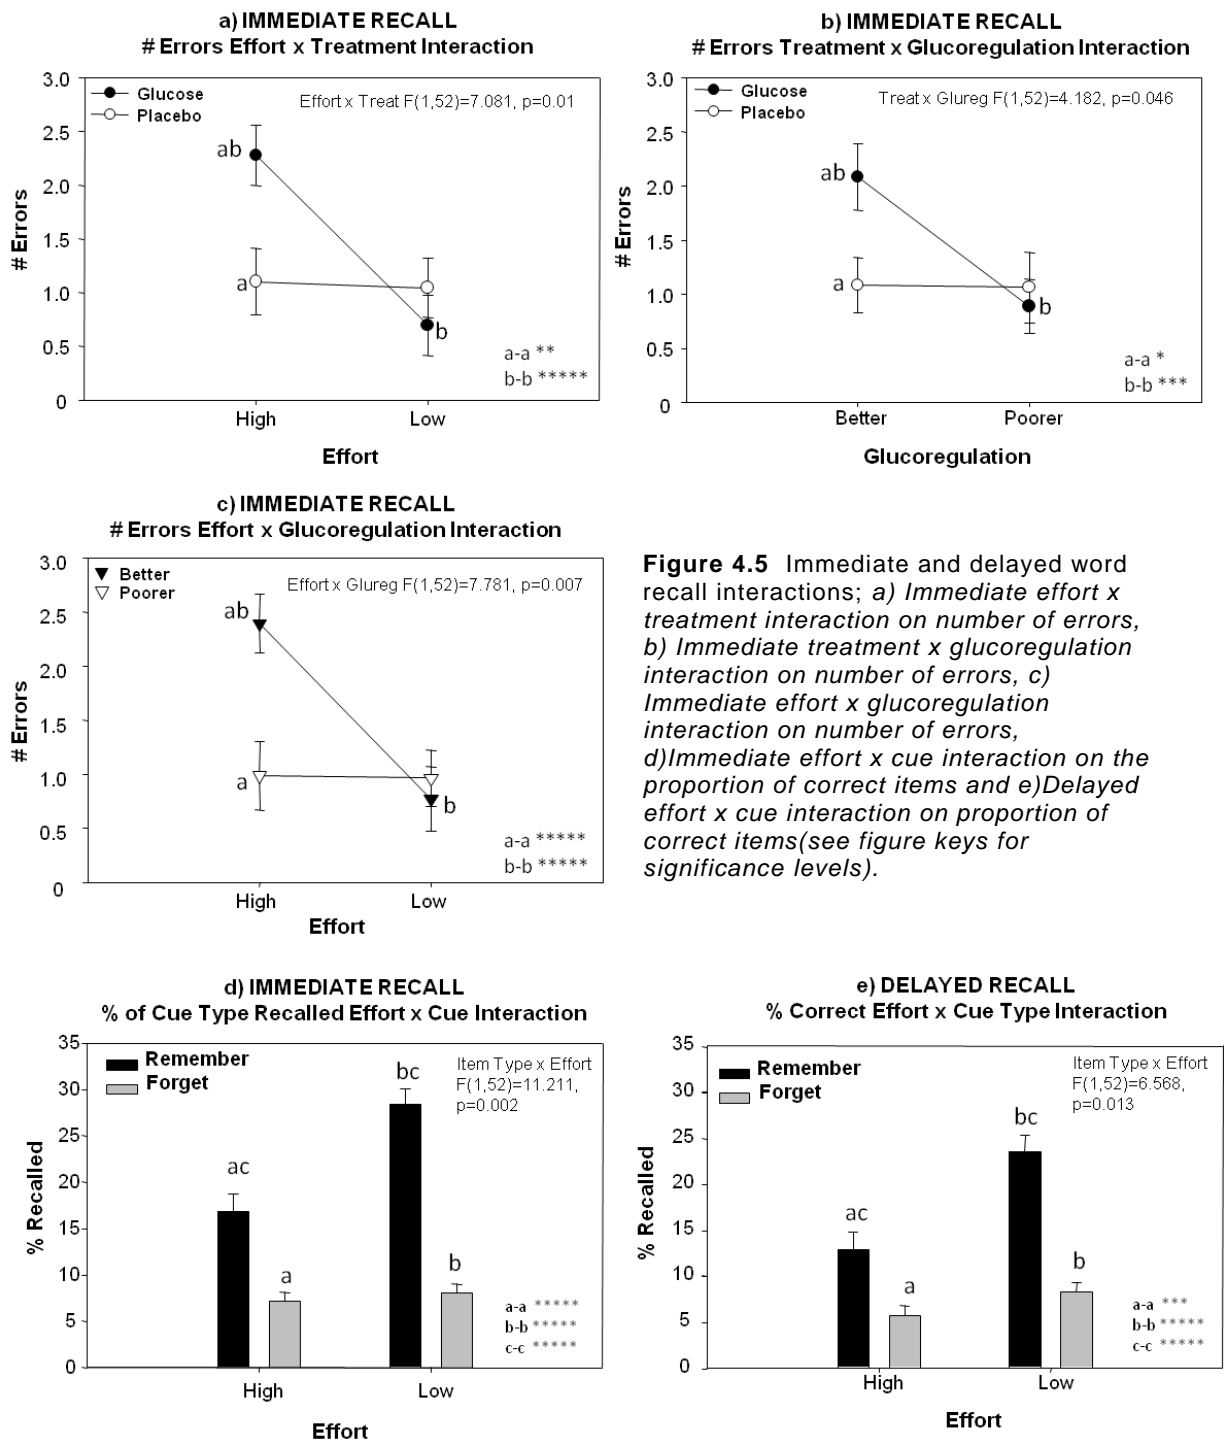 a) IMMEDIATE RECALL
# Errors Effort x Treatment Interaction
3.0
2.5
2.0
1.5
1.0
0.5
0
# Errors
Glucose
Placebo
Effort x Treat F(1,52)=7.081, p=0.01
ab
a
b
a-a **
b-b *****
High
Low
Effort
b) IMMEDIATE RECALL
# Errors Treatment x Glucoregulation Interaction
3.0
2.5
2.0
1.5
1.0
0.5
0
# Errors
Glucose
Placebo
Treat x Glureg F(1,52)=4.182, p=0.046
ab
a
b
a-a *
b-b ***
Better
Poorer
Glucoregulation
c) IMMEDIATE RECALL
# Errors Effort x Glucoregulation Interaction
3.0
2.5
2.0
1.5
1.0
0.5
0
# Errors
Better
Poorer
Effort x Glureg F(1,52)=7.781, p=0.007
ab
a
b
a-a *****
b-b *****
High
Low
Effort
Figure 4.5 Immediate and delayed word
recall interactions; a) Immediate effort x
treatment interaction on number of errors,
b) Immediate treatment x glucoregulation
interaction on number of errors, c)
Immediate effort x glucoregulation
interaction on number of errors,
d)Immediate effort x cue interaction on the
proportion of correct items and e)Delayed
effort x cue interaction on proportion of
correct items(see figure keys for
significance levels).
d) IMMEDIATE RECALL
% of Cue Type Recalled Effort x Cue Interaction
35
30
25
20
15
10
5
0
% Recalled
Remember
Forget
Item Type x Effort
F(1,52)=11.211,
p=0.002
ac
a
bc
b
a-a *****
b-b *****
c-c *****
High
Low
Effort
e) DELAYED RECALL
% Correct Effort x Cue Type Interaction
35
30
25
20
15
10
5
0
% Recalled
Remember
Forget
Item Type x Effort
F(1,52)=6.568,
p=0.013
ac
a
bc
b
a-a ***
b-b *****
c-c *****
High
Low
Effort